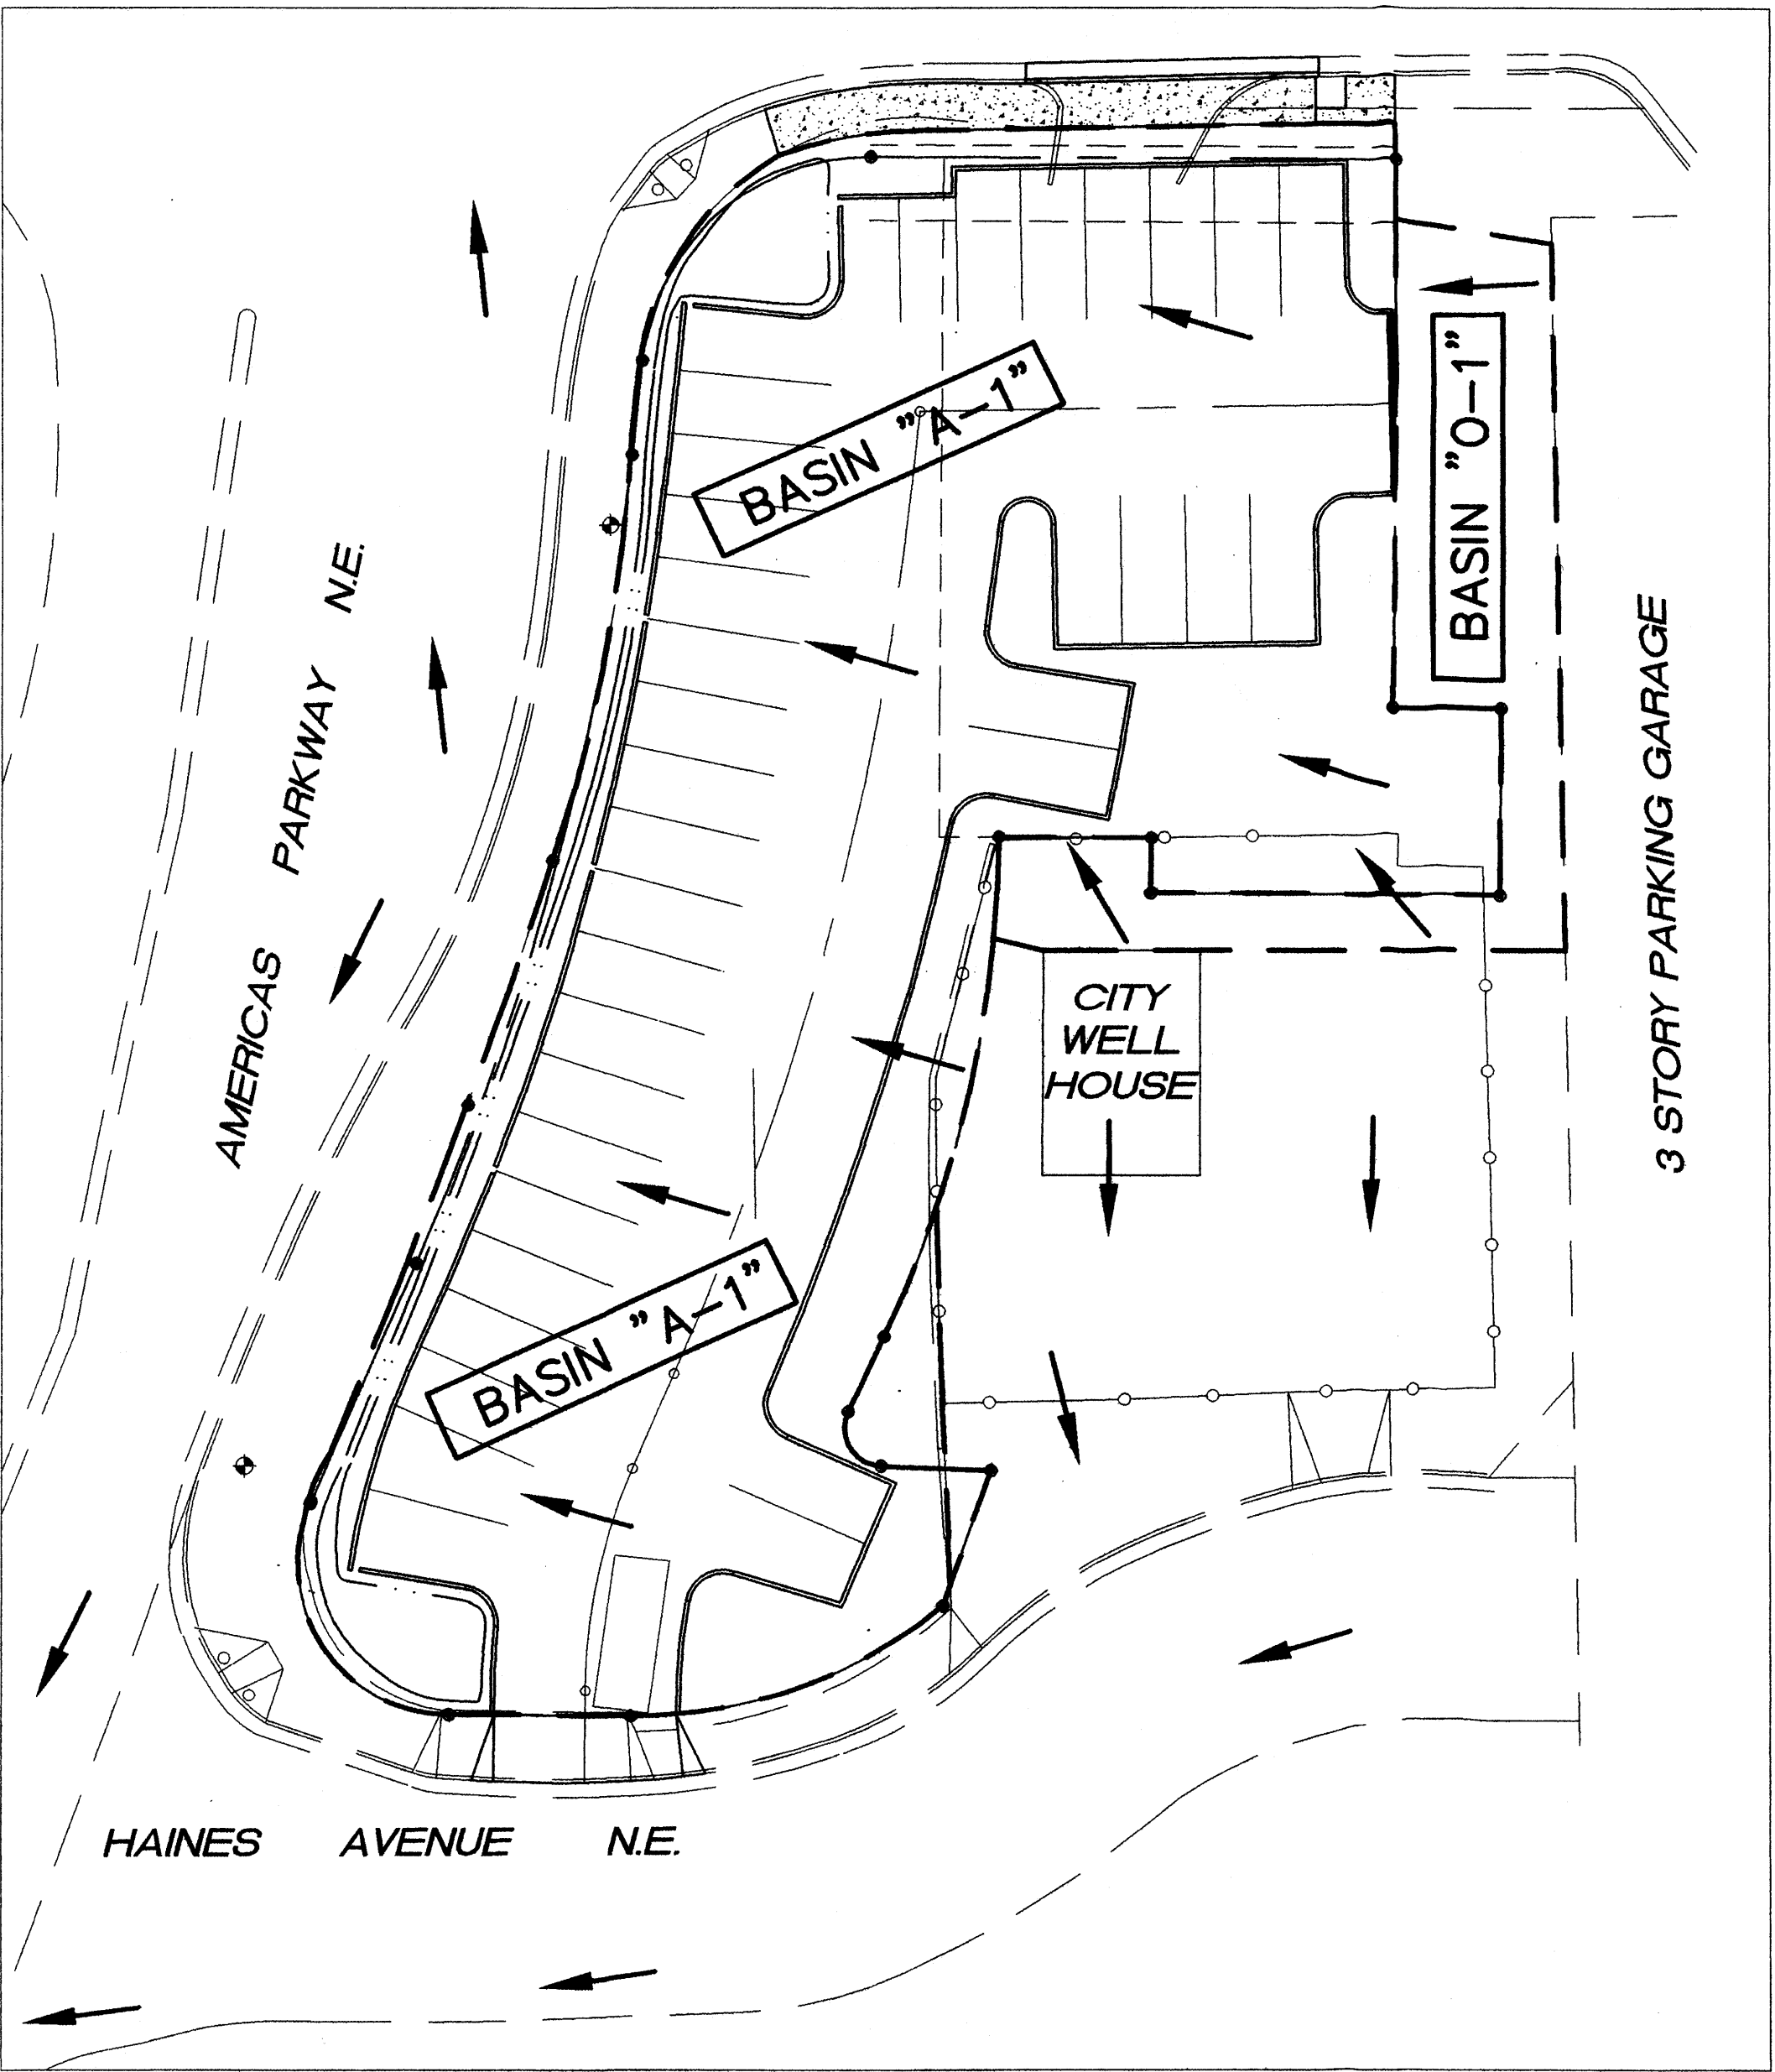 BASIN "A-1"
BASIN "O-1"
AMERICAS PARKWAY N.E.
3 STORY PARKING GARAGE
CITY
WELL
HOUSE
BASIN "A-1"
HAINES AVENUE N.E.